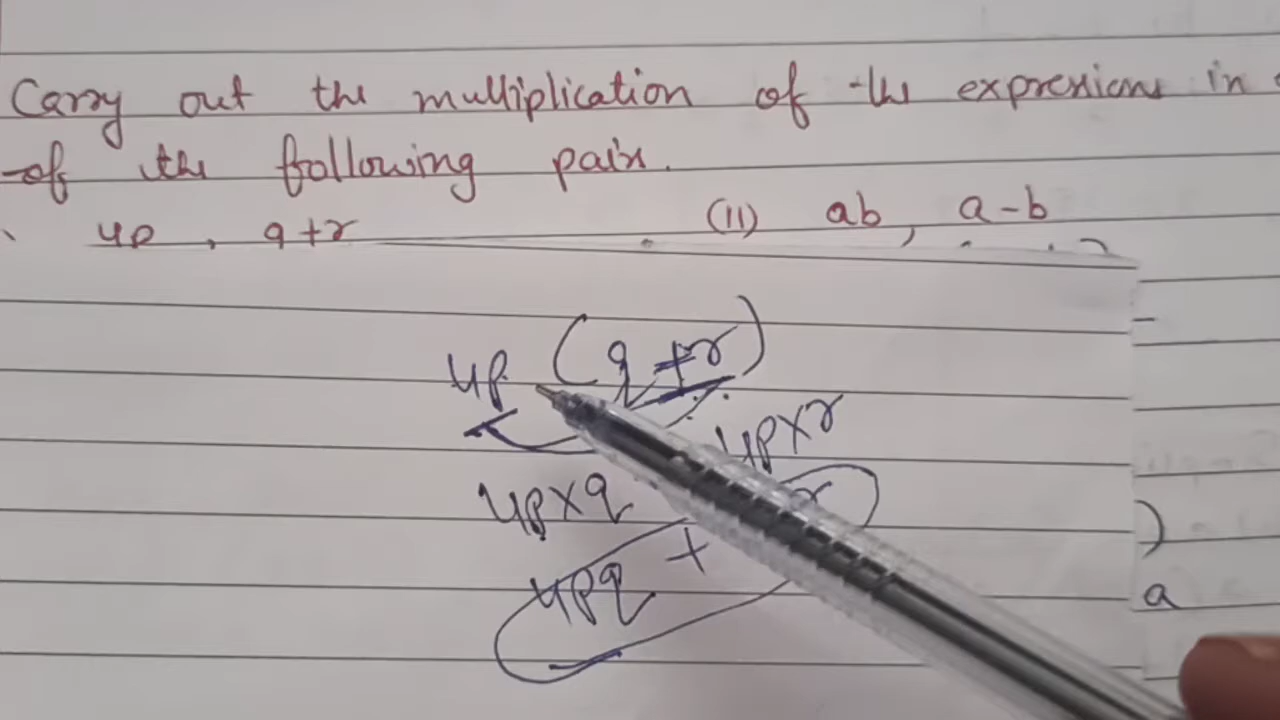 Carry out the multiplication of the expressions in
of the following pair.
4p , q+r (II) ab, a-b
4p (q+r)
4p×r
4p×q
4pq +
)
a